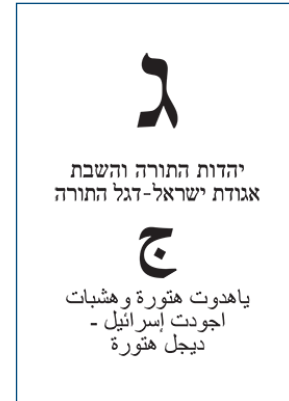 ג
יהדות התורה והשבת
אגודת ישראל-דגל התורה
ج
ياهدوت هتورة وهشبات
اجودت إسرائيل -
ديجل هتورة